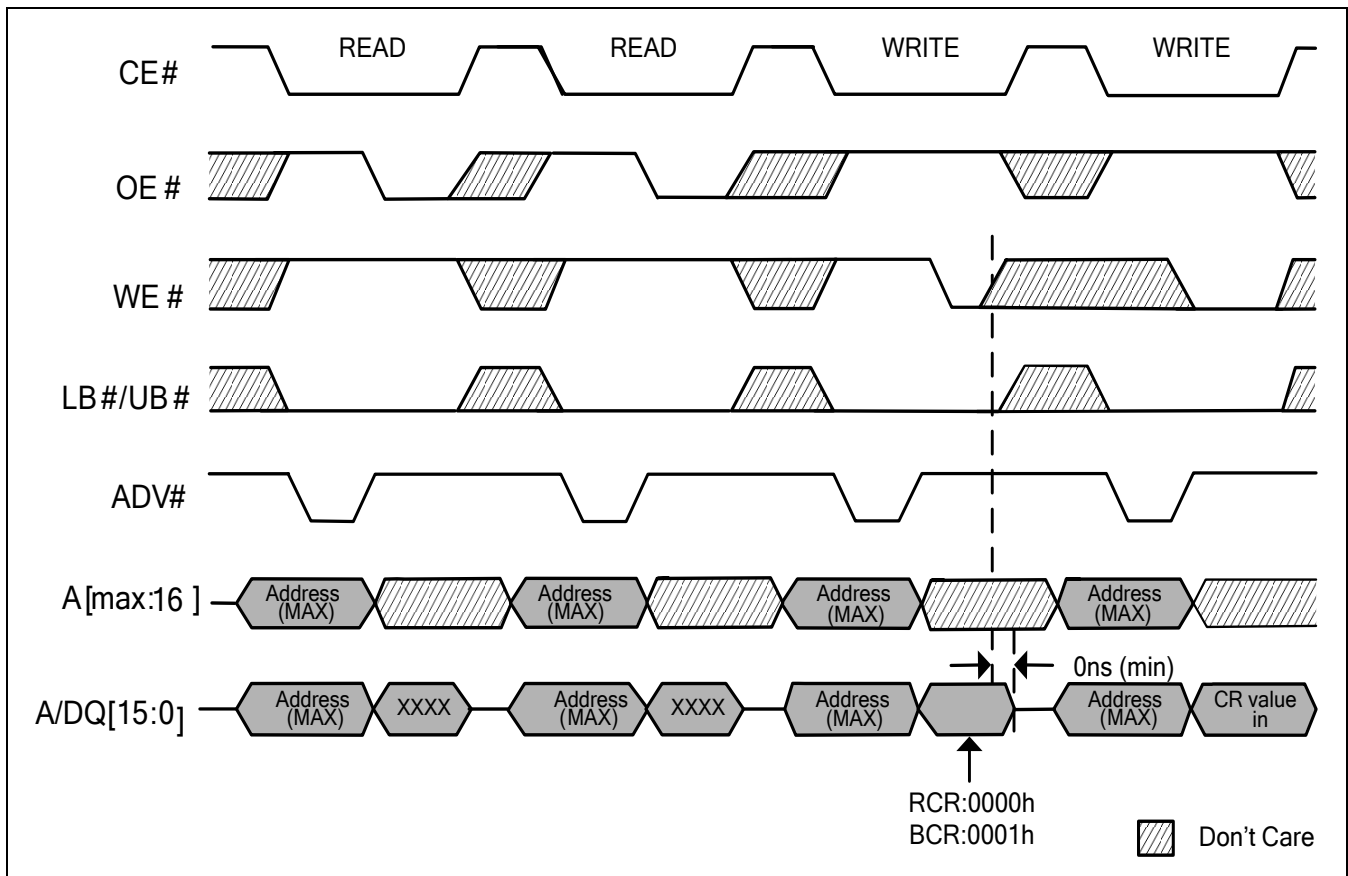 READ READ WRITE WRITE
CE#
OE #
WE #
LB#/UB#
ADV#
A[max:16 ] Address (MAX) Address (MAX) Address (MAX) Address (MAX)
0ns (min)
A/DQ[15:0] Address (MAX) XXXX Address (MAX) XXXX Address (MAX) Address (MAX) CR value in
RCR:0000h
BCR:0001h
Don't Care